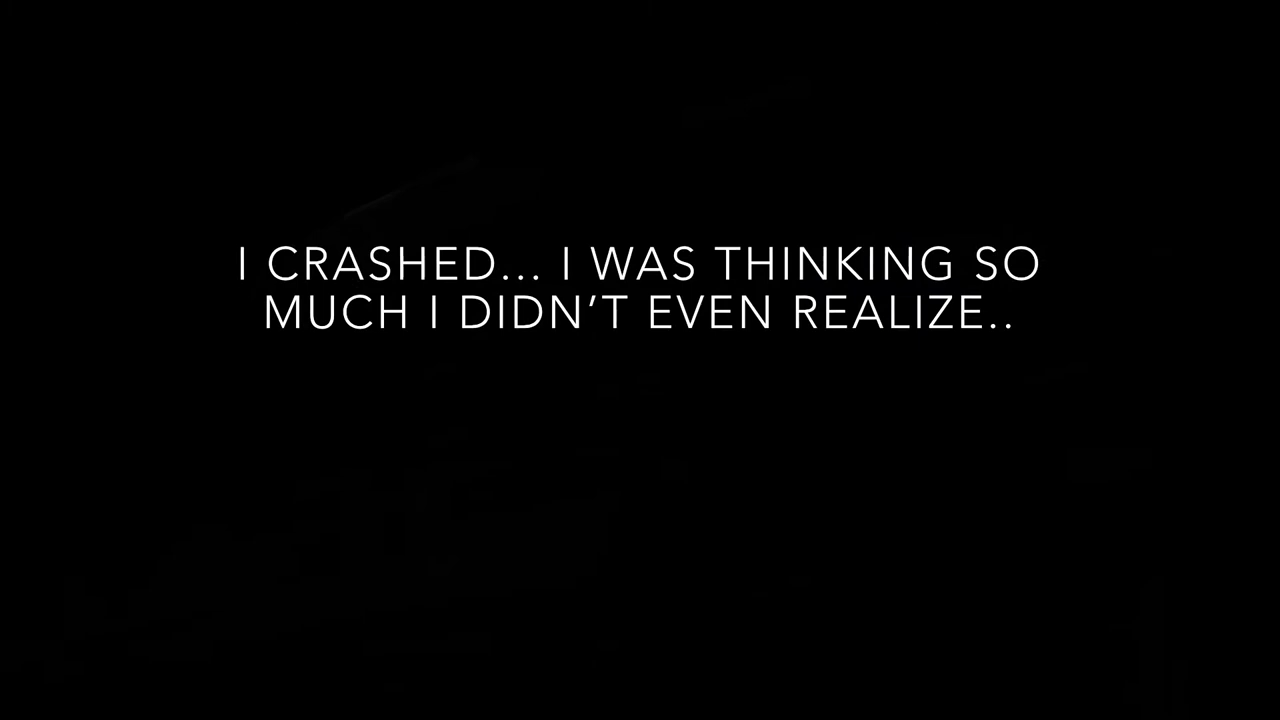 I CRASHED... I WAS THINKING SO
MUCH I DIDN’T EVEN REALIZE..